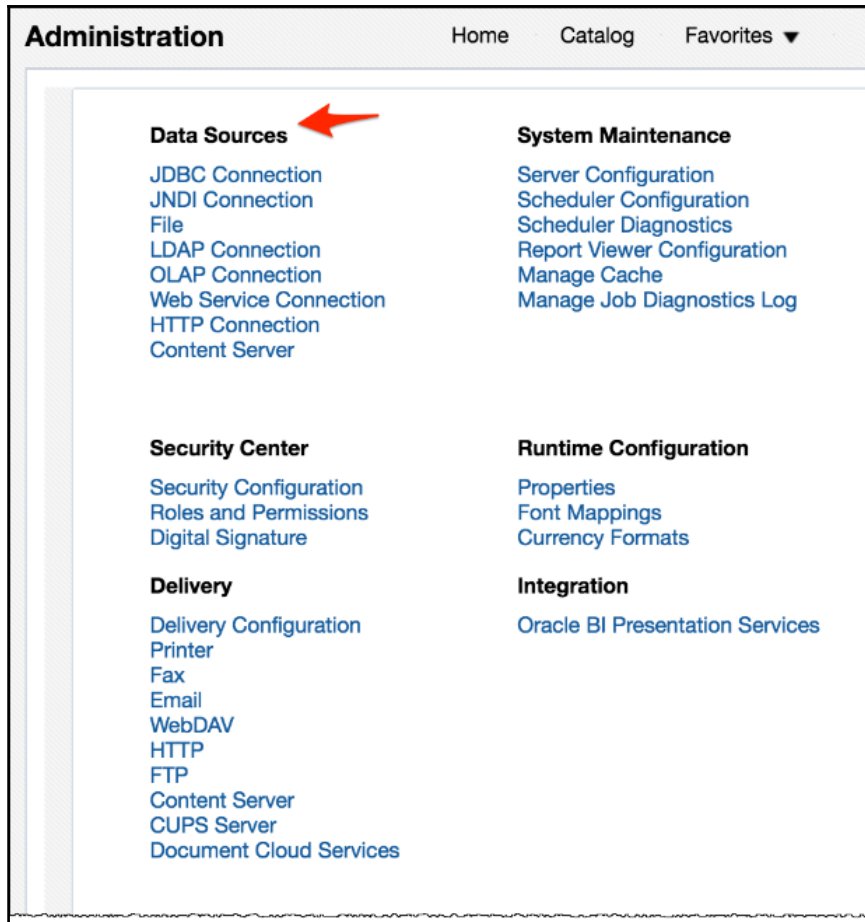 Administration Home Catalog Favorites ▼
Data Sources
JDBC Connection
JNDI Connection
File
LDAP Connection
OLAP Connection
Web Service Connection
HTTP Connection
Content Server
System Maintenance
Server Configuration
Scheduler Configuration
Scheduler Diagnostics
Report Viewer Configuration
Manage Cache
Manage Job Diagnostics Log
Security Center
Security Configuration
Roles and Permissions
Digital Signature
Runtime Configuration
Properties
Font Mappings
Currency Formats
Delivery
Delivery Configuration
Printer
Fax
Email
WebDAV
HTTP
FTP
Content Server
CUPS Server
Document Cloud Services
Integration
Oracle BI Presentation Services